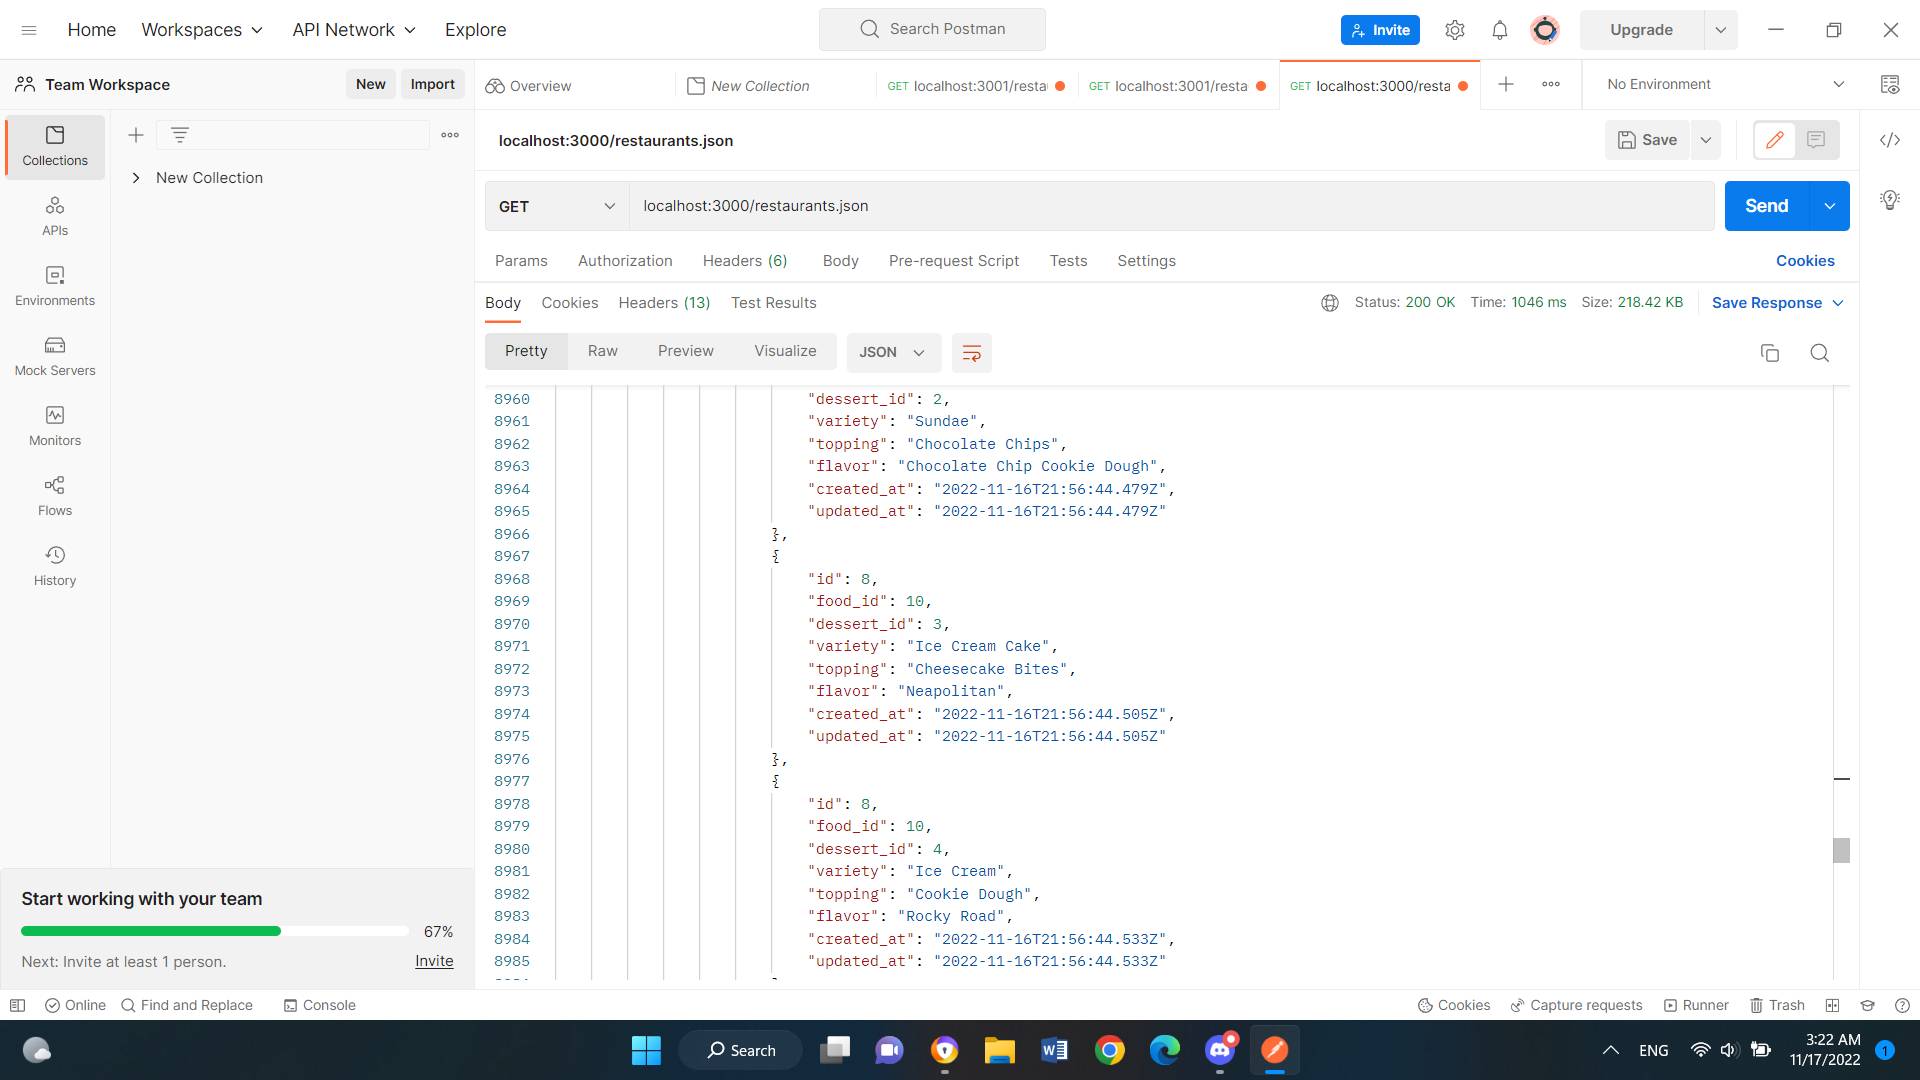 Home
Workspaces
API Network
Explore
Search Postman
Invite
Upgrade
Team Workspace
New
Import
Overview
New Collection
GET localhost:3001/resta
GET localhost:3001/resta
GET localhost:3000/resta
No Environment
Collections
New Collection
APIs
Environments
Mock Servers
Monitors
Flows
History
localhost:3000/restaurants.json
Save
GET
localhost:3000/restaurants.json
Send
Params
Authorization
Headers (6)
Body
Pre-request Script
Tests
Settings
Cookies
Body
Cookies
Headers (13)
Test Results
Status: 200 OK
Time: 1046 ms
Size: 218.42 KB
Save Response
Pretty
Raw
Preview
Visualize
JSON
8960 "dessert_id": 2,
8961 "variety": "Sundae",
8962 "topping": "Chocolate Chips",
8963 "flavor": "Chocolate Chip Cookie Dough",
8964 "created_at": "2022-11-16T21:56:44.479Z",
8965 "updated_at": "2022-11-16T21:56:44.479Z"
8966 },
8967 {
8968 "id": 8,
8969 "food_id": 10,
8970 "dessert_id": 3,
8971 "variety": "Ice Cream Cake",
8972 "topping": "Cheesecake Bites",
8973 "flavor": "Neapolitan",
8974 "created_at": "2022-11-16T21:56:44.505Z",
8975 "updated_at": "2022-11-16T21:56:44.505Z"
8976 },
8977 {
8978 "id": 8,
8979 "food_id": 10,
8980 "dessert_id": 4,
8981 "variety": "Ice Cream",
8982 "topping": "Cookie Dough",
8983 "flavor": "Rocky Road",
8984 "created_at": "2022-11-16T21:56:44.533Z",
8985 "updated_at": "2022-11-16T21:56:44.533Z"
Start working with your team
67%
Next: Invite at least 1 person.
Invite
Online
Find and Replace
Console
Cookies
Capture requests
Runner
Trash
Search
ENG
3:22 AM
11/17/2022
1